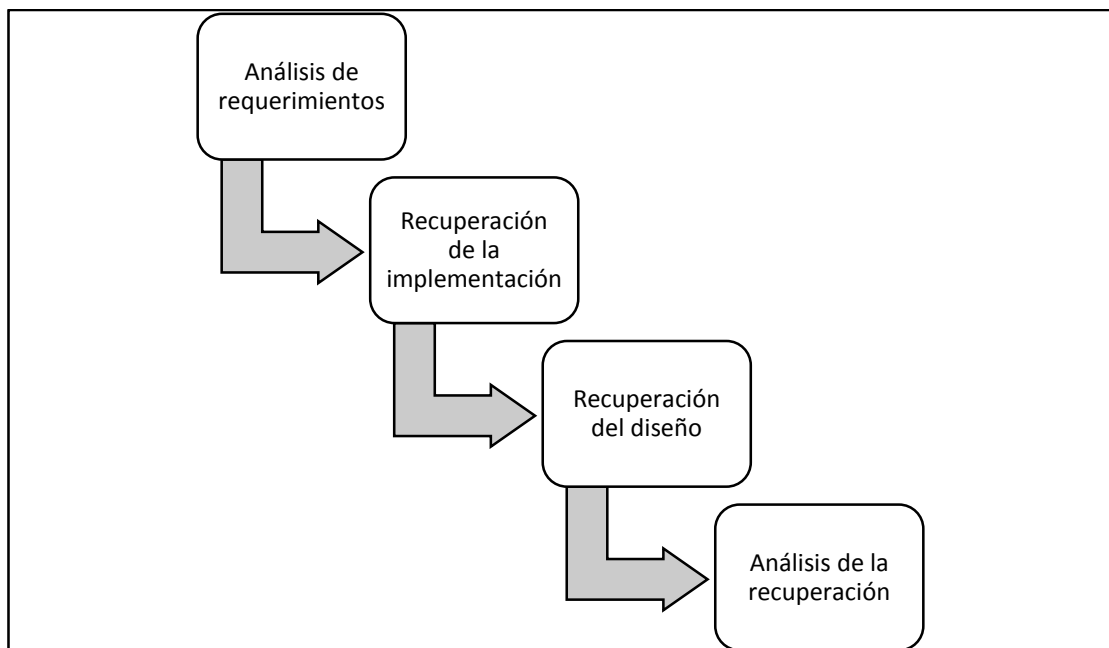 Análisis de
requerimientos
Recuperación
de la
implementación
Recuperación
del diseño
Análisis de la
recuperación